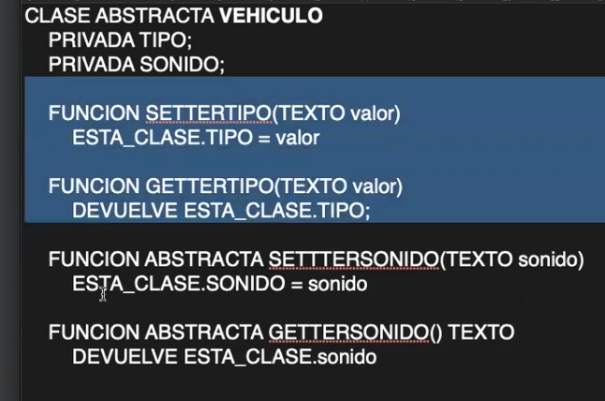 CLASE ABSTRACTA VEHICULO
PRIVADA TIPO;
PRIVADA SONIDO;
FUNCION SETTERTIPO(TEXTO valor)
ESTA_CLASE.TIPO = valor
FUNCION GETTERTIPO(TEXTO valor)
DEVUELVE ESTA_CLASE.TIPO;
FUNCION ABSTRACTA SETTTERSONIDO(TEXTO sonido)
ESTA_CLASE.SONIDO = sonido
FUNCION ABSTRACTA GETTERSONIDO() TEXTO
DEVUELVE ESTA_CLASE.sonido